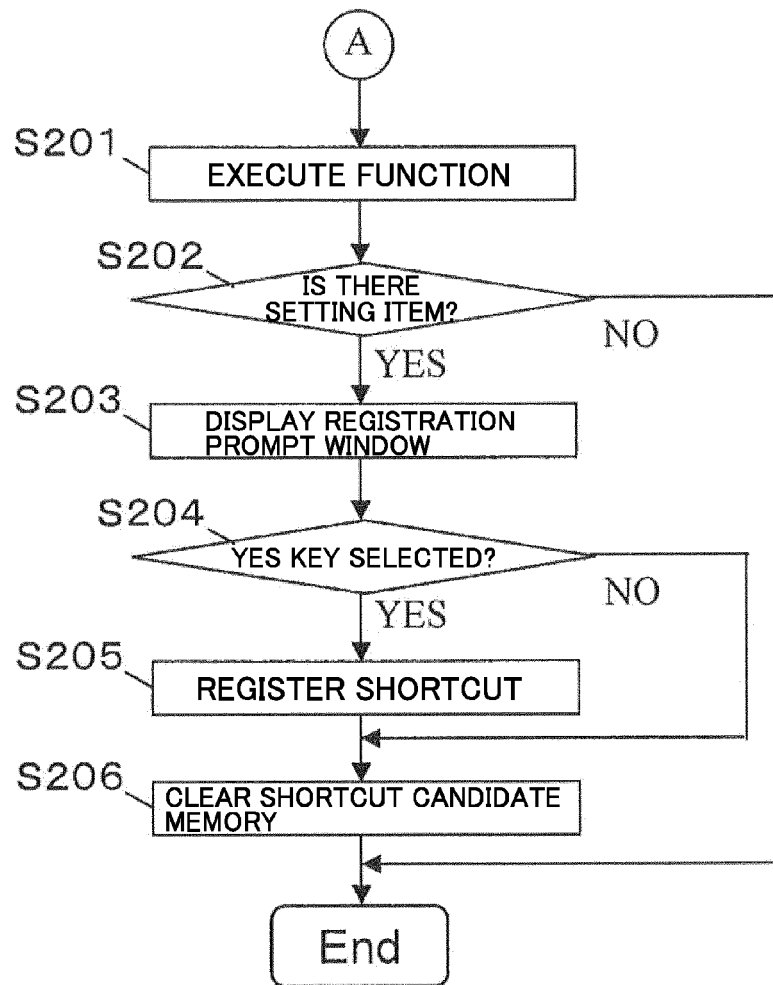 A
S201
EXECUTE FUNCTION
S202
IS THERE
SETTING ITEM?
NO
YES
S203
DISPLAY REGISTRATION
PROMPT WINDOW
S204
YES KEY SELECTED?
NO
YES
S205
REGISTER SHORTCUT
S206
CLEAR SHORTCUT CANDIDATE
MEMORY
End